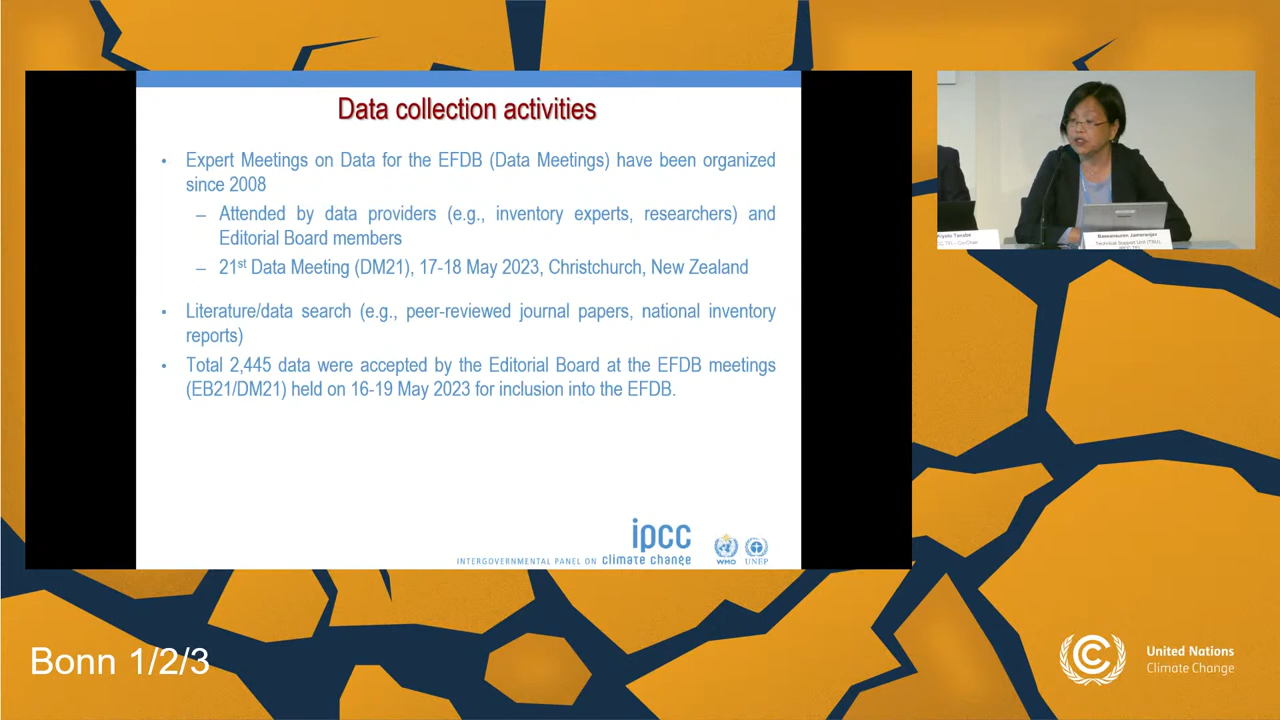 Data collection activities
• Expert Meetings on Data for the EFDB (Data Meetings) have been organized
since 2008
– Attended by data providers (e.g., inventory experts, researchers) and
Editorial Board members
– 21st Data Meeting (DM21), 17-18 May 2023, Christchurch, New Zealand
• Literature/data search (e.g., peer-reviewed journal papers, national inventory
reports)
• Total 2,445 data were accepted by the Editorial Board at the EFDB meetings
(EB21/DM21) held on 16-19 May 2023 for inclusion into the EFDB.
ipcc
INTERGOVERNMENTAL PANEL ON climate change
WMO UNEP
Technical Support Unit (TSU),
Bonn 1/2/3
United Nations
Climate Change